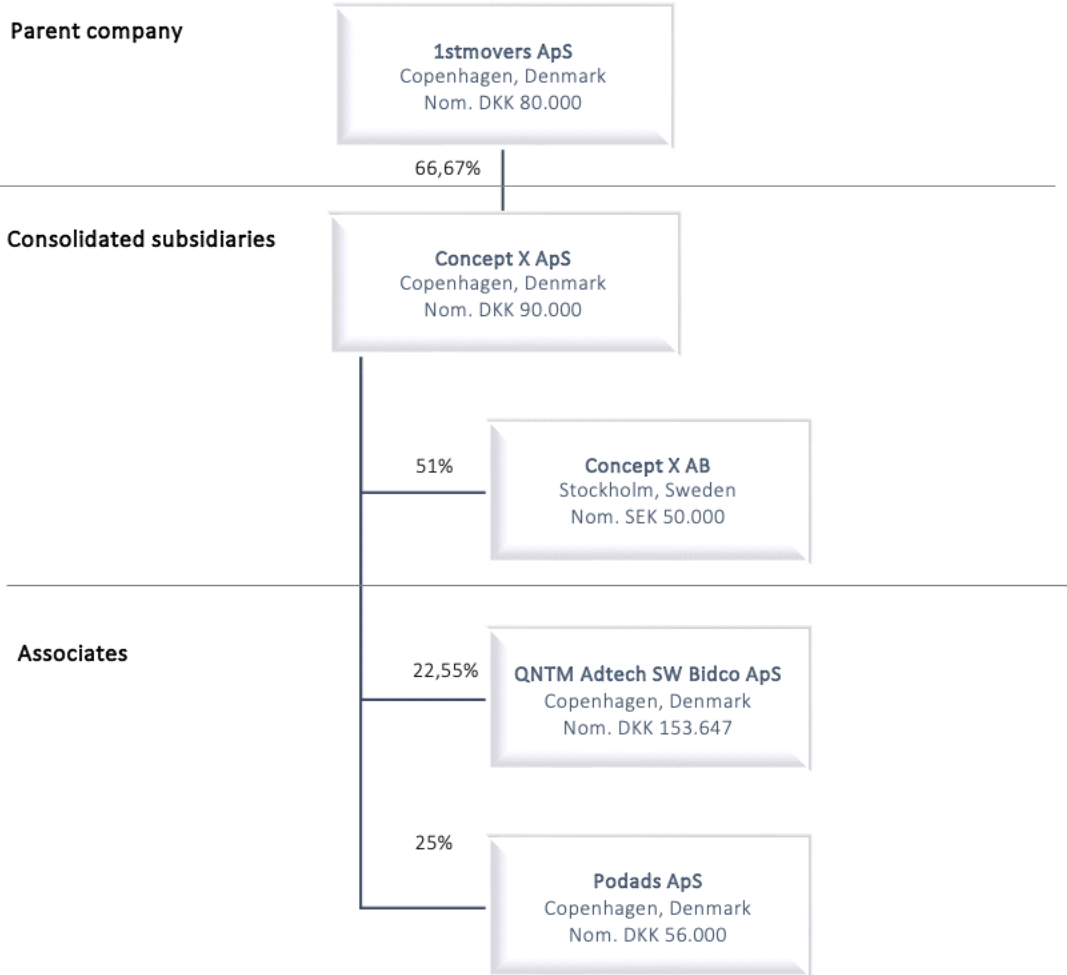 Parent company
1stmovers ApS
Copenhagen, Denmark
Nom. DKK 80.000
66,67%
Consolidated subsidiaries
Concept X ApS
Copenhagen, Denmark
Nom. DKK 90.000
51%
Concept X AB
Stockholm, Sweden
Nom. SEK 50.000
Associates
22,55%
QNTM Adtech SW Bidco ApS
Copenhagen, Denmark
Nom. DKK 153.647
25%
Podads ApS
Copenhagen, Denmark
Nom. DKK 56.000